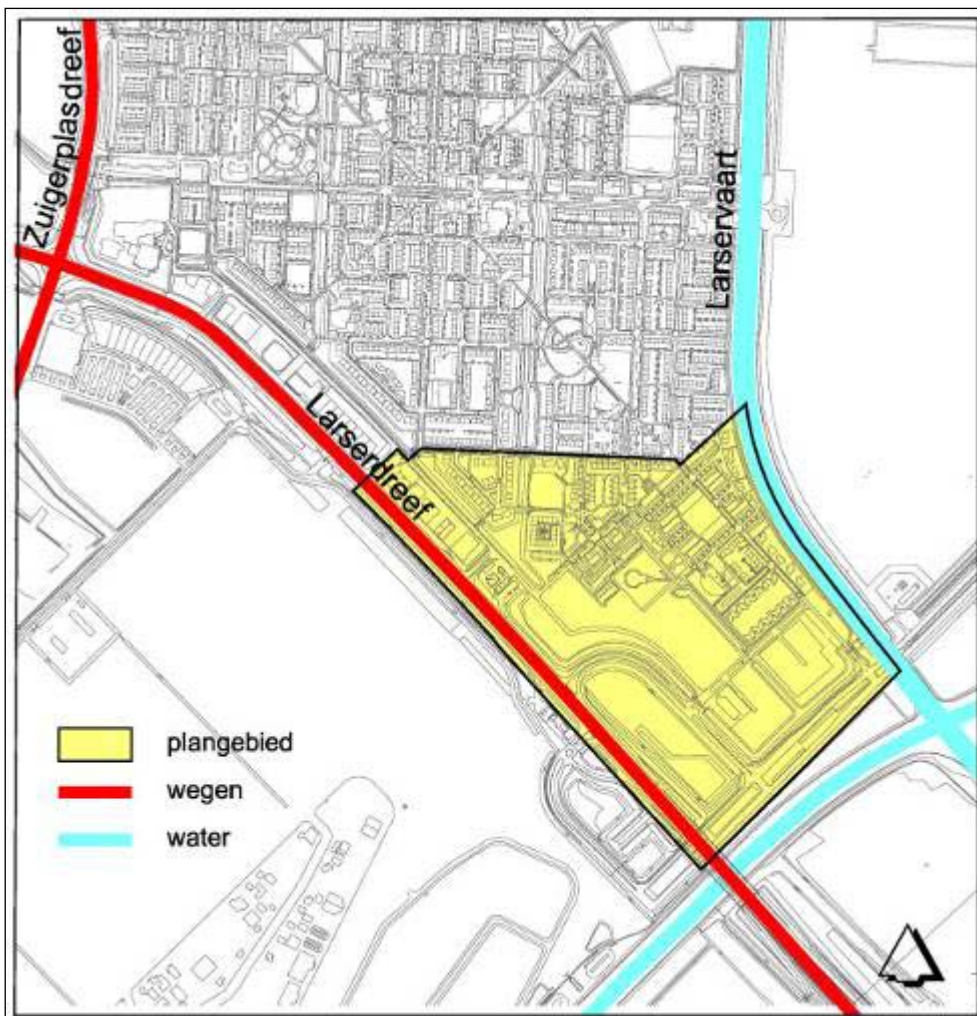 Zuigerplasdreef
Larservaart
Larserdreef
plangebied
wegen
water